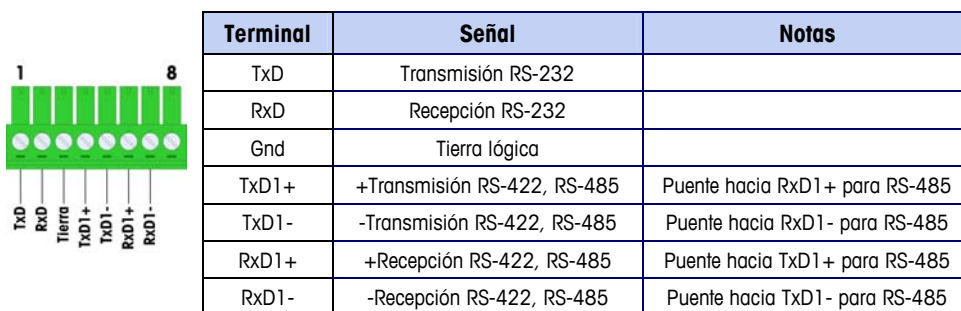 1 8
TxD
RxD
Tierra
TxD1+
TxD1-
RxD1+
RxD1-
Terminal Señal Notas
TxD Transmisión RS-232
RxD Recepción RS-232
Gnd Tierra lógica
TxD1+ +Transmisión RS-422, RS-485 Puente hacia RxD1+ para RS-485
TxD1- -Transmisión RS-422, RS-485 Puente hacia RxD1- para RS-485
RxD1+ +Recepción RS-422, RS-485 Puente hacia TxD1+ para RS-485
RxD1- -Recepción RS-422, RS-485 Puente hacia TxD1- para RS-485